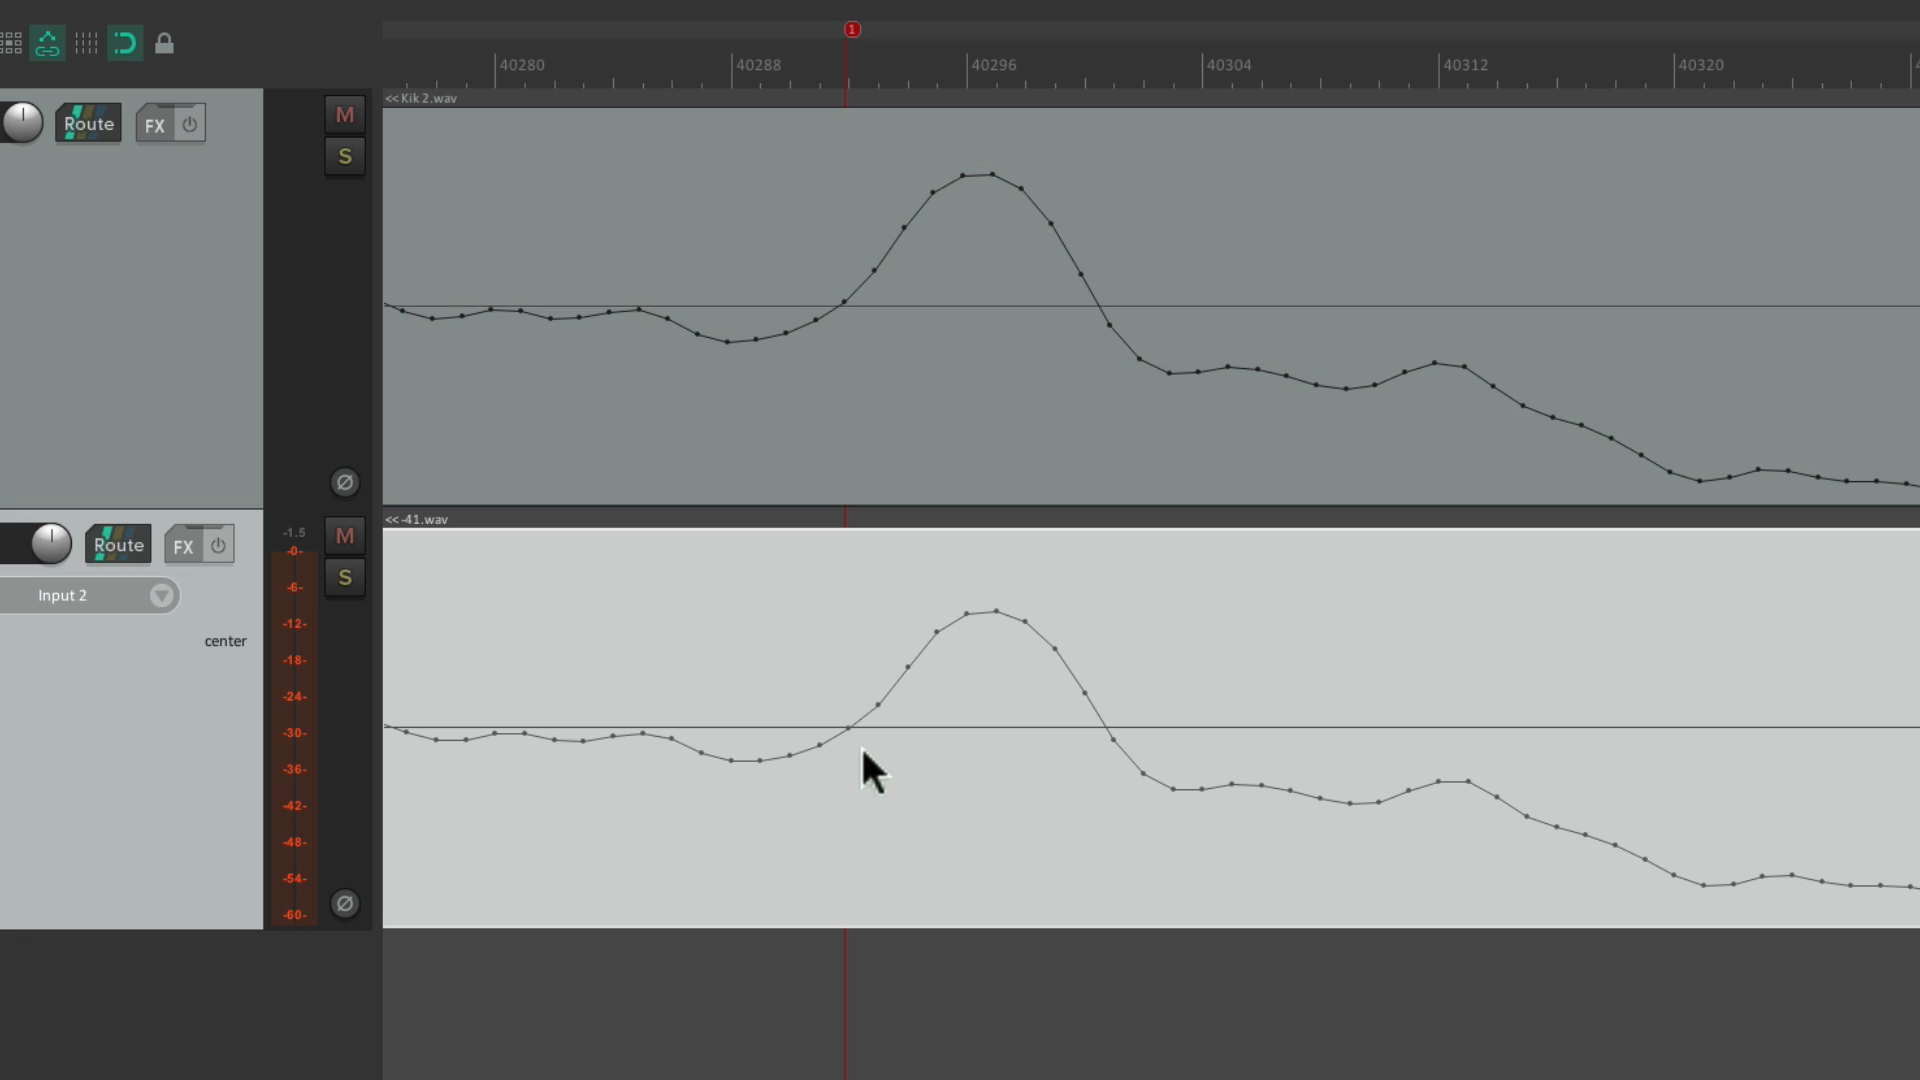 1
40280 40288 40296 40304 40312 40320
<< Kik 2.wav
Route FX M
S
Ø
<< -41.wav
Route FX -1.5 M
-0-
S
-6-
Input 2
-12-
center
-18-
-24-
-30-
-36-
-42-
-48-
-54-
Ø
-60-